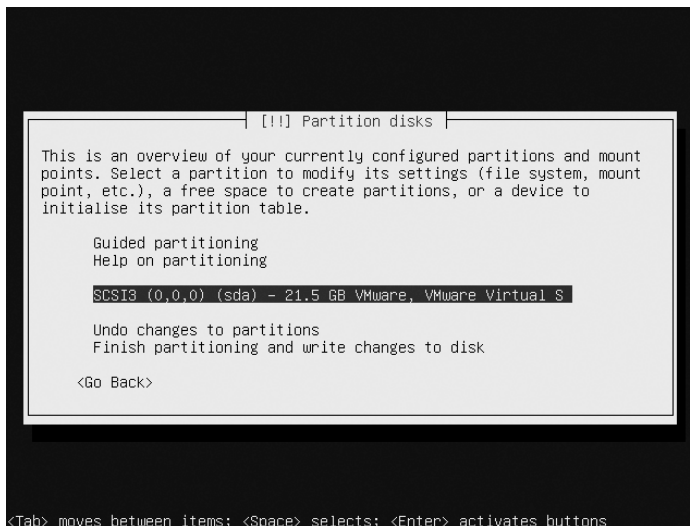 [!!] Partition disks
This is an overview of your currently configured partitions and mount
points. Select a partition to modify its settings (file system, mount
point, etc.), a free space to create partitions, or a device to
initialise its partition table.
Guided partitioning
Help on partitioning
SCSI3 (0,0,0) (sda) - 21.5 GB VMware, VMware Virtual S
Undo changes to partitions
Finish partitioning and write changes to disk
<Go Back>
<Tab> moves between items; <Space> selects; <Enter> activates buttons